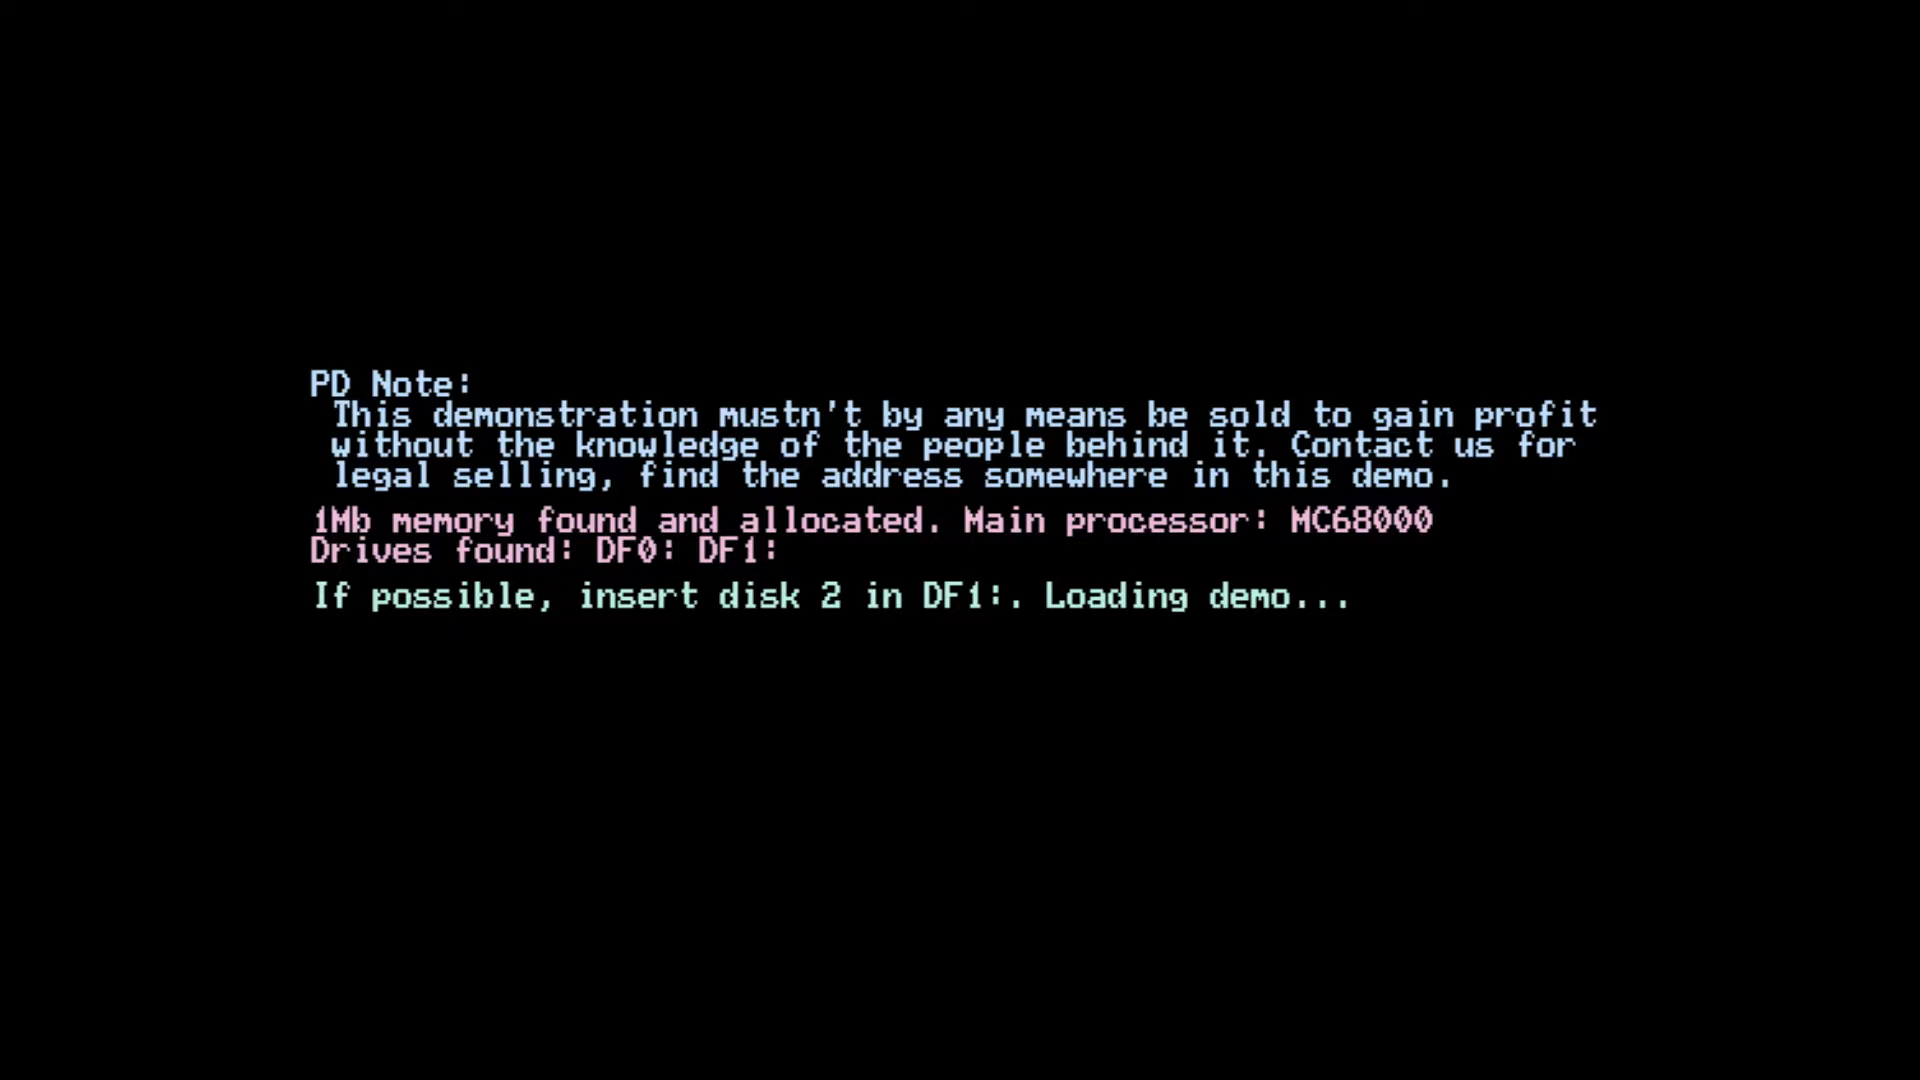 PD Note:
This demonstration mustn't by any means be sold to gain profit
without the knowledge of the people behind it. Contact us for
legal selling, find the address somewhere in this demo.
1Mb memory found and allocated. Main processor: MC68000
Drives found: DF0: DF1:
If possible, insert disk 2 in DF1:. Loading demo...